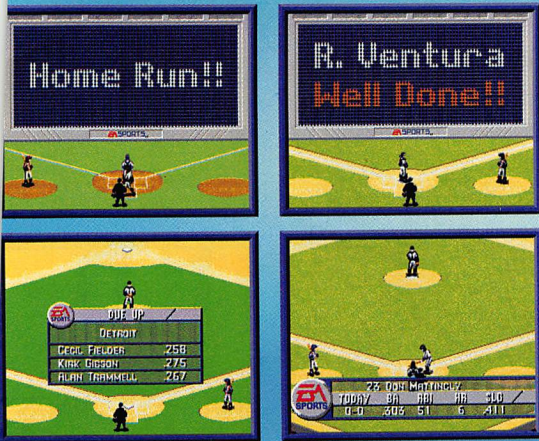 Home Run!!
EA SPORTS
R. Ventura
Well Done!!
EA SPORTS
EA SPORTS
DUE UP
DETROIT
CECIL FIELDER .258
KIRK GIBSON .275
ALAN TRAMMELL .267
EA SPORTS
23 DON MATTINGLY
TODAY BA RBI HR SLG
0-0 .303 51 6 .411